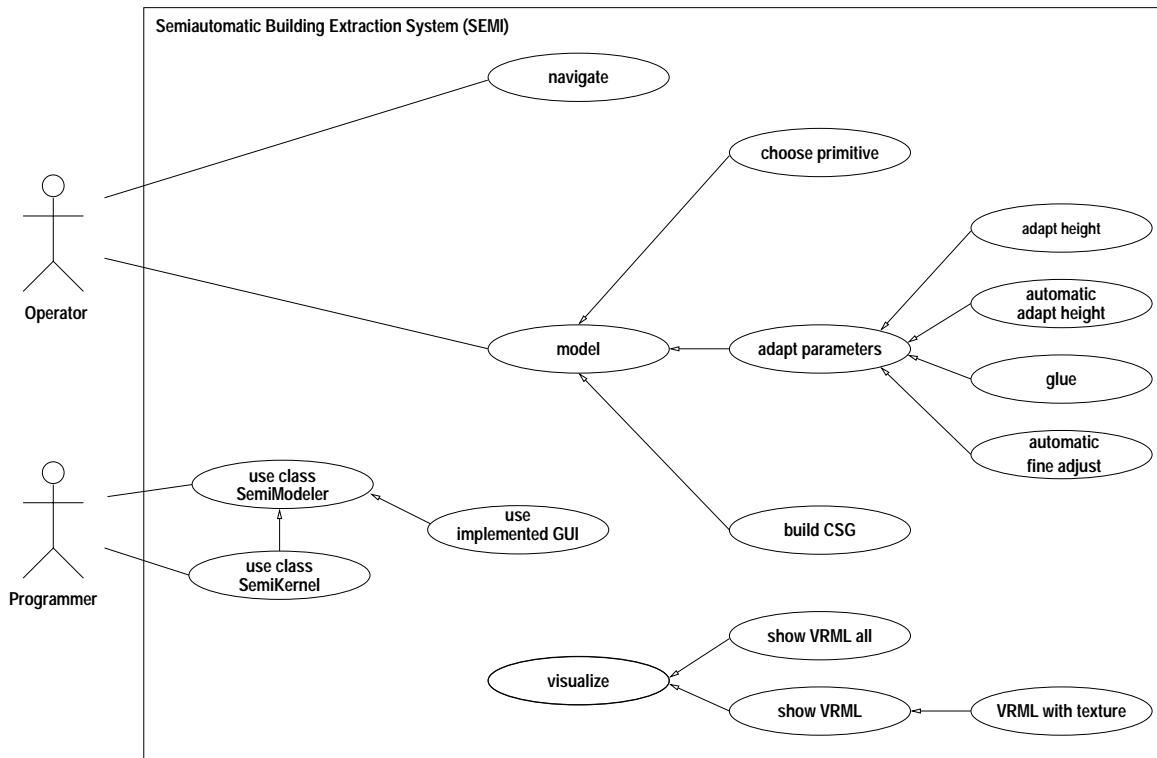 Semiautomatic Building Extraction System (SEMI)
navigate
choose primitive
adapt height
automatic
adapt height
Operator
model
adapt parameters
glue
automatic
fine adjust
use class
SemiModeler
use
implemented GUI
build CSG
use class
SemiKernel
Programmer
show VRML all
visualize
show VRML
VRML with texture